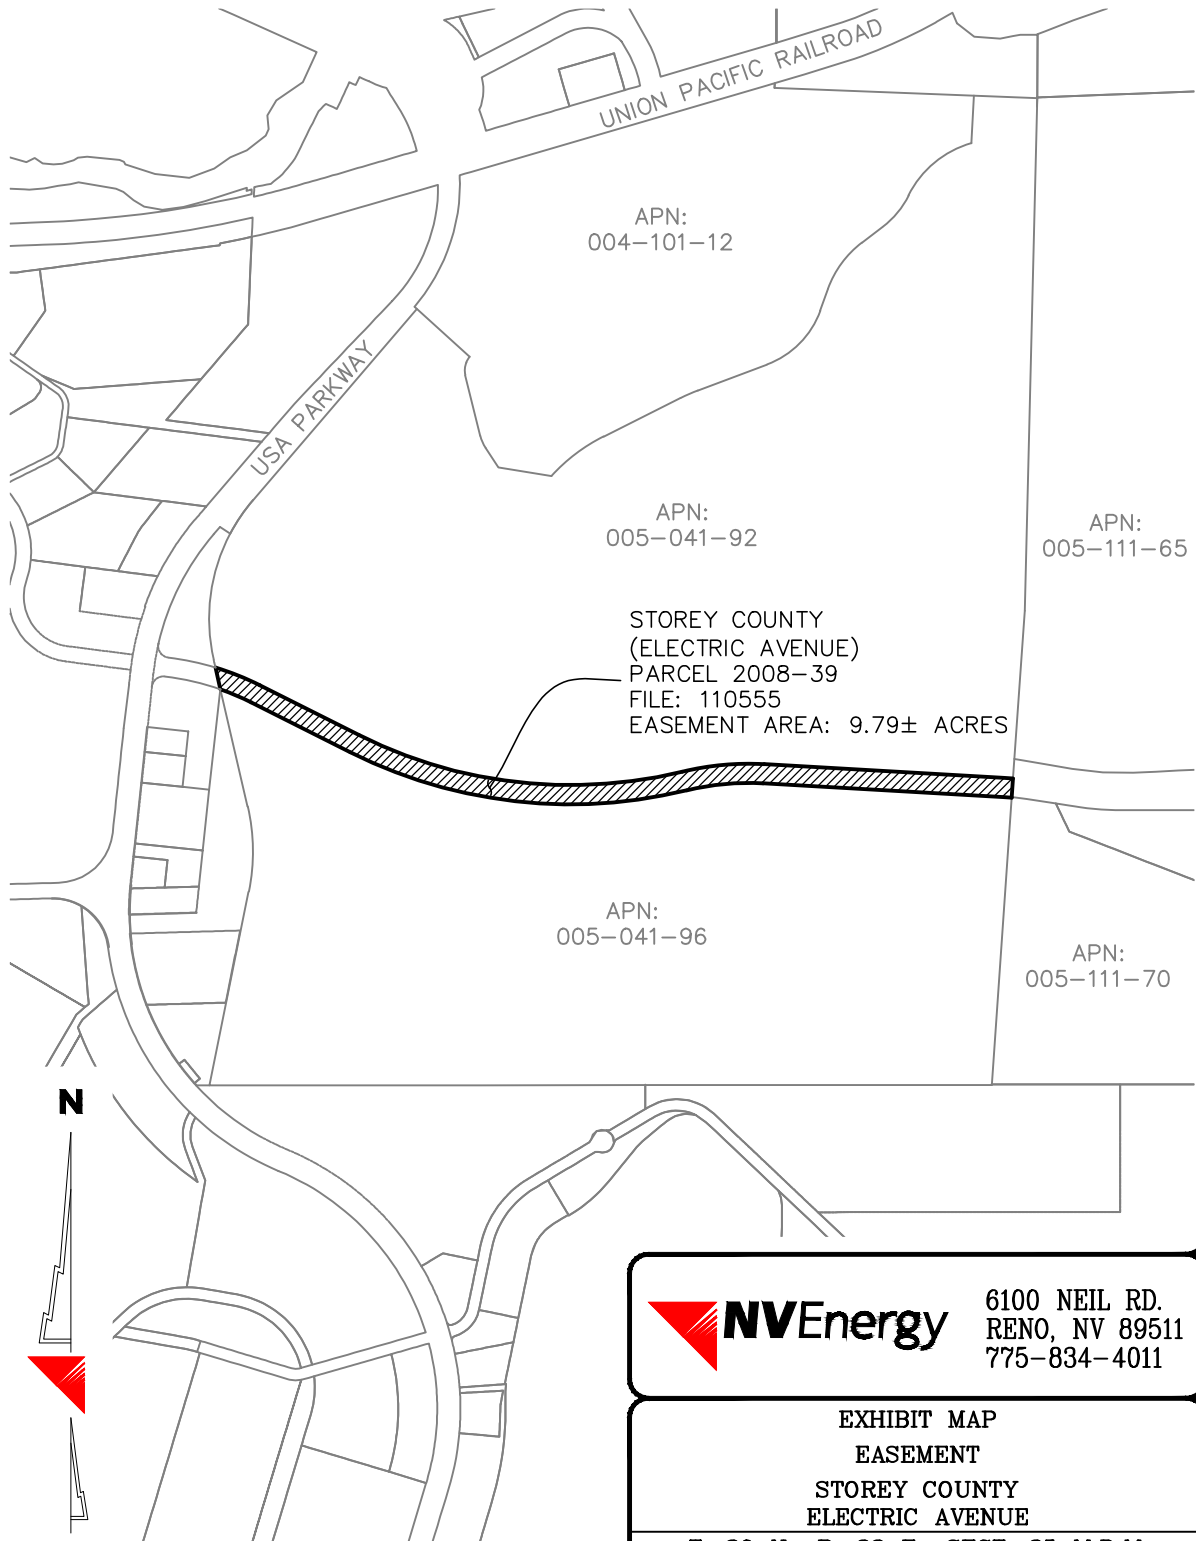 UNION PACIFIC RAILROAD
APN:
004-101-12
USA PARKWAY
APN:
005-041-92
APN:
005-111-65
STOREY COUNTY
(ELECTRIC AVENUE)
PARCEL 2008-39
FILE: 110555
EASEMENT AREA: 9.79± ACRES
APN:
005-041-96
APN:
005-111-70
N
NVEnergy
6100 NEIL RD.
RENO, NV 89511
775-834-4011
EXHIBIT MAP
EASEMENT
STOREY COUNTY
ELECTRIC AVENUE